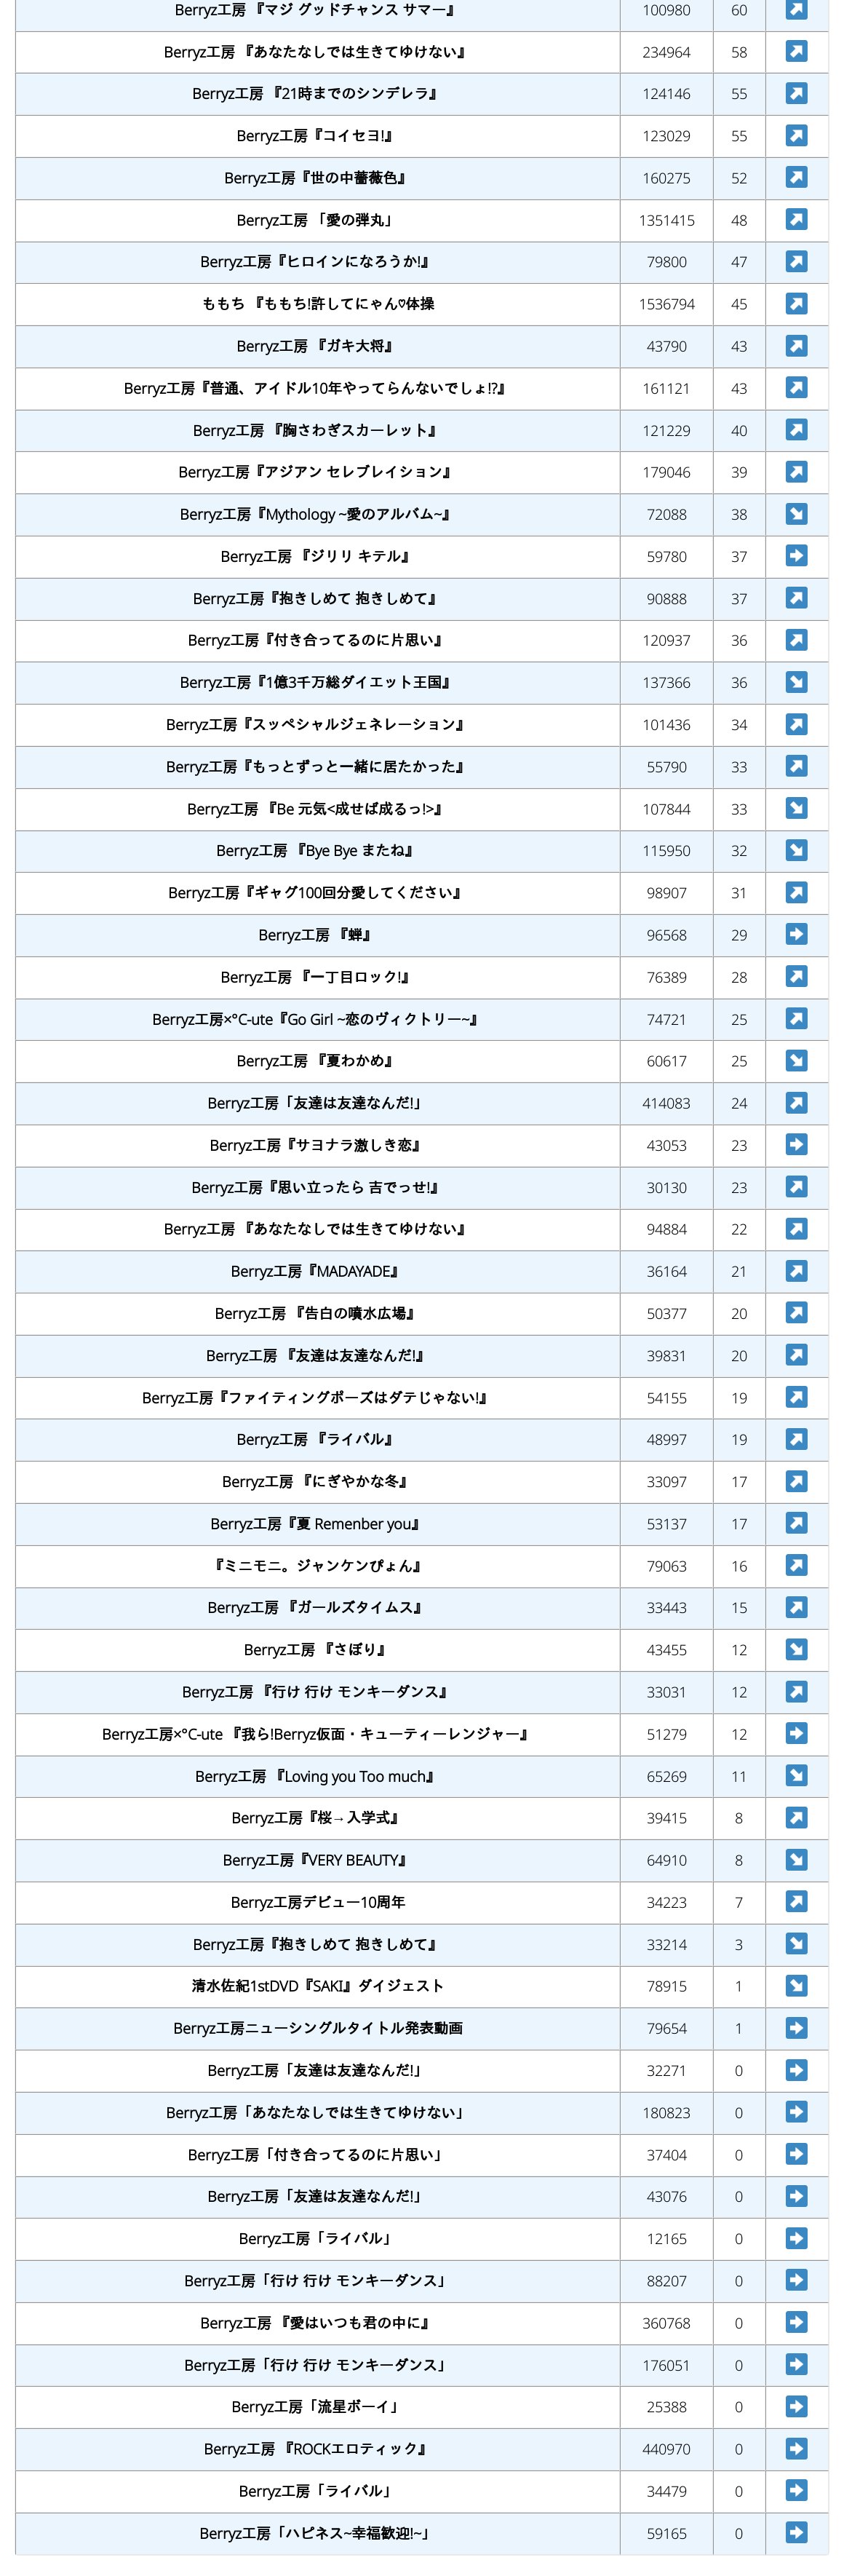 Berryz工房 『マジ グッドチャンス サマー』 100980 60 ↗
Berryz工房 『あなたなしでは生きてゆけない』 234964 58 ↗
Berryz工房 『21時までのシンデレラ』 124146 55 ↗
Berryz工房『コイセヨ!』 123029 55 ↗
Berryz工房『世の中薔薇色』 160275 52 ↗
Berryz工房 「愛の弾丸」 1351415 48 ↗
Berryz工房『ヒロインになろうか!』 79800 47 ↗
ももち 『ももち!許してにゃん♡体操 1536794 45 ↗
Berryz工房 『ガキ大将』 43790 43 ↗
Berryz工房『普通、アイドル10年やってらんないでしょ!?』 161121 43 ↗
Berryz工房 『胸さわぎスカーレット』 121229 40 ↗
Berryz工房『アジアン セレブレイション』 179046 39 ↗
Berryz工房『Mythology ~愛のアルバム~』 72088 38 ↘
Berryz工房 『ジリリ キテル』 59780 37 ➡
Berryz工房『抱きしめて 抱きしめて』 90888 37 ↗
Berryz工房『付き合ってるのに片思い』 120937 36 ↗
Berryz工房『1億3千万総ダイエット王国』 137366 36 ↘
Berryz工房『スッペシャルジェネレ〜ション』 101436 34 ↗
Berryz工房『もっとずっと一緒に居たかった』 55790 33 ↗
Berryz工房 『Be 元気<成せば成るっ!>』 107844 33 ↘
Berryz工房 『Bye Bye またね』 115950 32 ↘
Berryz工房『ギャグ100回分愛してください』 98907 31 ↗
Berryz工房 『蝉』 96568 29 ➡
Berryz工房 『一丁目ロック!』 76389 28 ↗
Berryz工房×°C-ute『Go Girl ~恋のヴィクトリー~』 74721 25 ↗
Berryz工房 『夏わかめ』 60617 25 ↘
Berryz工房「友達は友達なんだ!」 414083 24 ↗
Berryz工房『サヨナラ激しき恋』 43053 23 ➡
Berryz工房『思い立ったら 吉でっせ!』 30130 23 ↗
Berryz工房 『あなたなしでは生きてゆけない』 94884 22 ↗
Berryz工房『MADAYADE』 36164 21 ↗
Berryz工房 『告白の噴水広場』 50377 20 ↗
Berryz工房 『友達は友達なんだ!』 39831 20 ↗
Berryz工房『ファイティングポーズはダテじゃない!』 54155 19 ↗
Berryz工房 『ライバル』 48997 19 ↗
Berryz工房 『にぎやかな冬』 33097 17 ↗
Berryz工房『夏 Remenber you』 53137 17 ↗
『ミニモニ。ジャンケンぴょん』 79063 16 ↗
Berryz工房 『ガールズタイムス』 33443 15 ↗
Berryz工房 『さぼり』 43455 12 ↘
Berryz工房 『行け 行け モンキーダンス』 33031 12 ↗
Berryz工房×°C-ute 『我ら!Berryz仮面・キューティーレンジャー』 51279 12 ➡
Berryz工房 『Loving you Too much』 65269 11 ↘
Berryz工房『桜→入学式』 39415 8 ↗
Berryz工房『VERY BEAUTY』 64910 8 ↘
Berryz工房デビュー10周年 34223 7 ↗
Berryz工房『抱きしめて 抱きしめて』 33214 3 ↘
清水佐紀1stDVD『SAKI』ダイジェスト 78915 1 ↘
Berryz工房ニューシングルタイトル発表動画 79654 1 ➡
Berryz工房「友達は友達なんだ!」 32271 0 ➡
Berryz工房「あなたなしでは生きてゆけない」 180823 0 ➡
Berryz工房「付き合ってるのに片思い」 37404 0 ➡
Berryz工房「友達は友達なんだ!」 43076 0 ➡
Berryz工房「ライバル」 12165 0 ➡
Berryz工房「行け 行け モンキーダンス」 88207 0 ➡
Berryz工房 『愛はいつも君の中に』 360768 0 ➡
Berryz工房「行け 行け モンキーダンス」 176051 0 ➡
Berryz工房「流星ボーイ」 25388 0 ➡
Berryz工房 『ROCKエロティック』 440970 0 ➡
Berryz工房「ライバル」 34479 0 ➡
Berryz工房「ハピネス~幸福歓迎!~」 59165 0 ➡